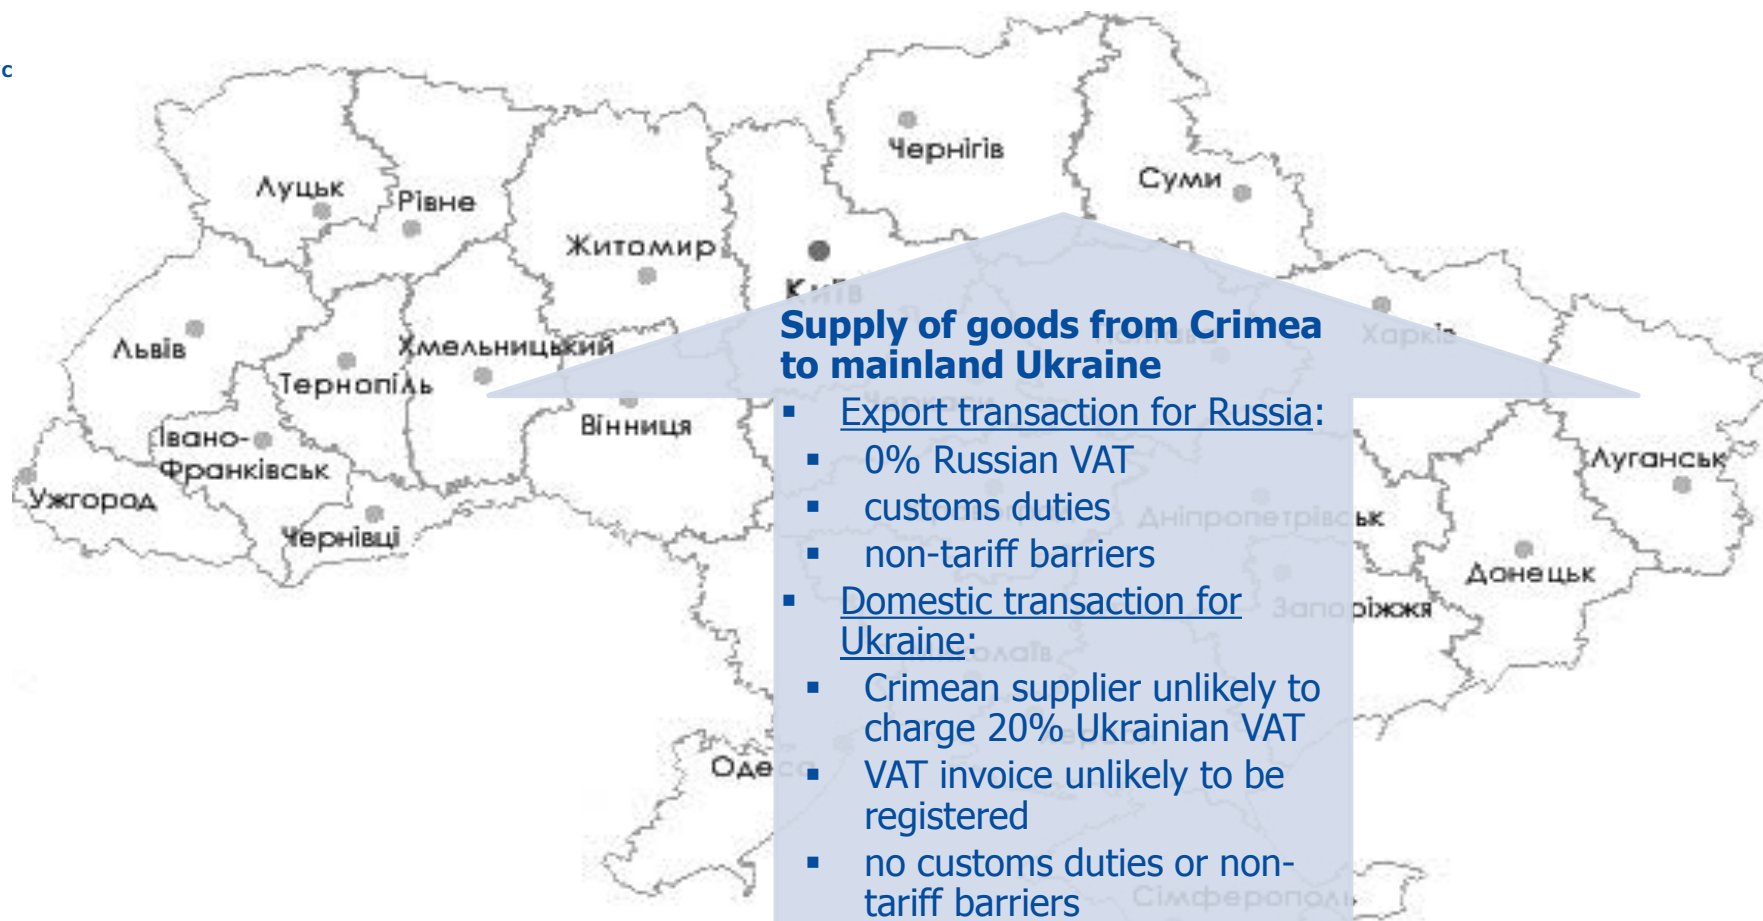 с
Чернігів
Суми
Луцьк
Рівне
Житомир
Київ
Львів
Хмельницький
Тернопіль
Вінниця
Харків
Полтава
Черкаси
Івано-
Франківськ
Ужгород
Чернівці
Луганськ
Дніпропетрівськ
Донецьк
Запоріжжя
Одеса
Сімферополь
Supply of goods from Crimea
to mainland Ukraine
▪ Export transaction for Russia:
▪ 0% Russian VAT
▪ customs duties
▪ non-tariff barriers
▪ Domestic transaction for
Ukraine:
▪ Crimean supplier unlikely to
charge 20% Ukrainian VAT
▪ VAT invoice unlikely to be
registered
▪ no customs duties or non-
tariff barriers